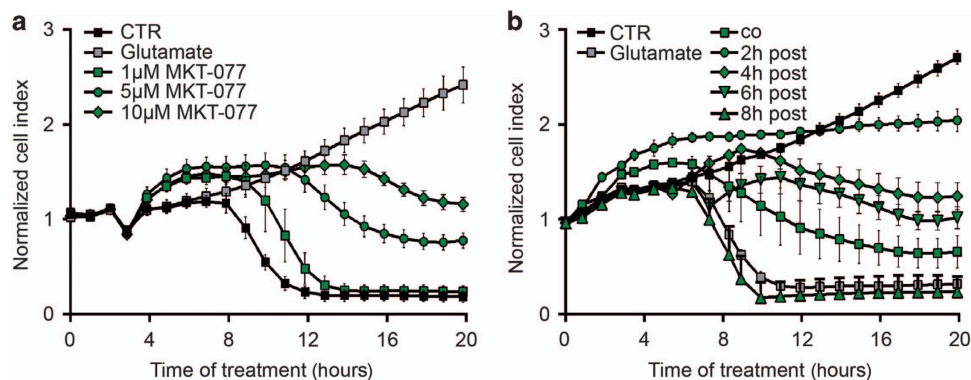 a
3
2
1
0
Normalized cell index
CTR
Glutamate
1µM MKT-077
5µM MKT-077
10µM MKT-077
0 4 8 12 16 20
Time of treatment (hours)
b
3
2
1
0
Normalized cell index
CTR
Glutamate
co
2h post
4h post
6h post
8h post
0 4 8 12 16 20
Time of treatment (hours)